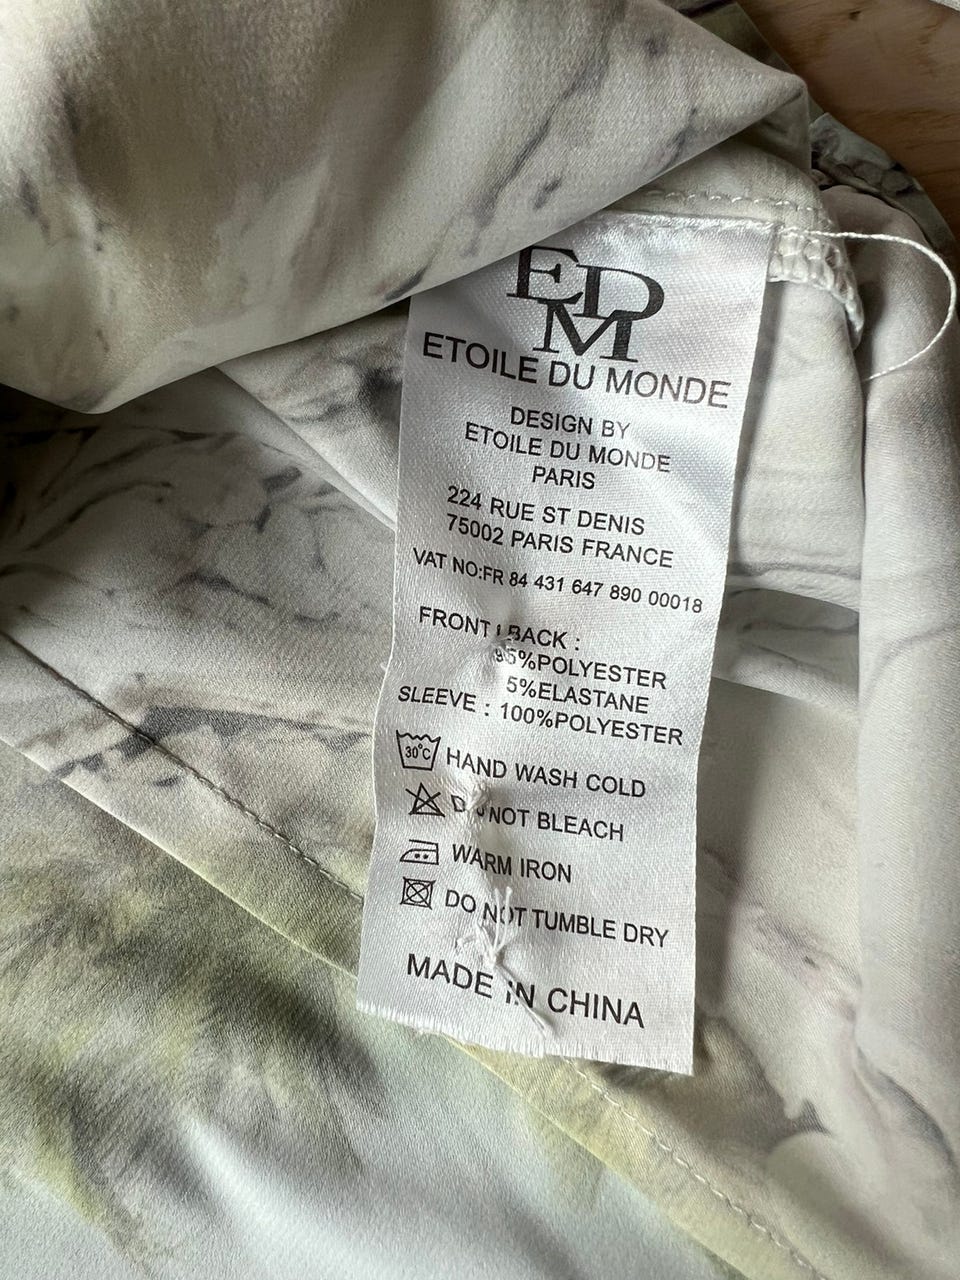 EDM
ETOILE DU MONDE
DESIGN BY
ETOILE DU MONDE
PARIS
224 RUE ST DENIS
75002 PARIS FRANCE
VAT NO:FR 84 431 647 890 00018
FRONT / BACK :
95%POLYESTER
5%ELASTANE
SLEEVE : 100%POLYESTER
30°C HAND WASH COLD
DO NOT BLEACH
WARM IRON
DO NOT TUMBLE DRY
MADE IN CHINA